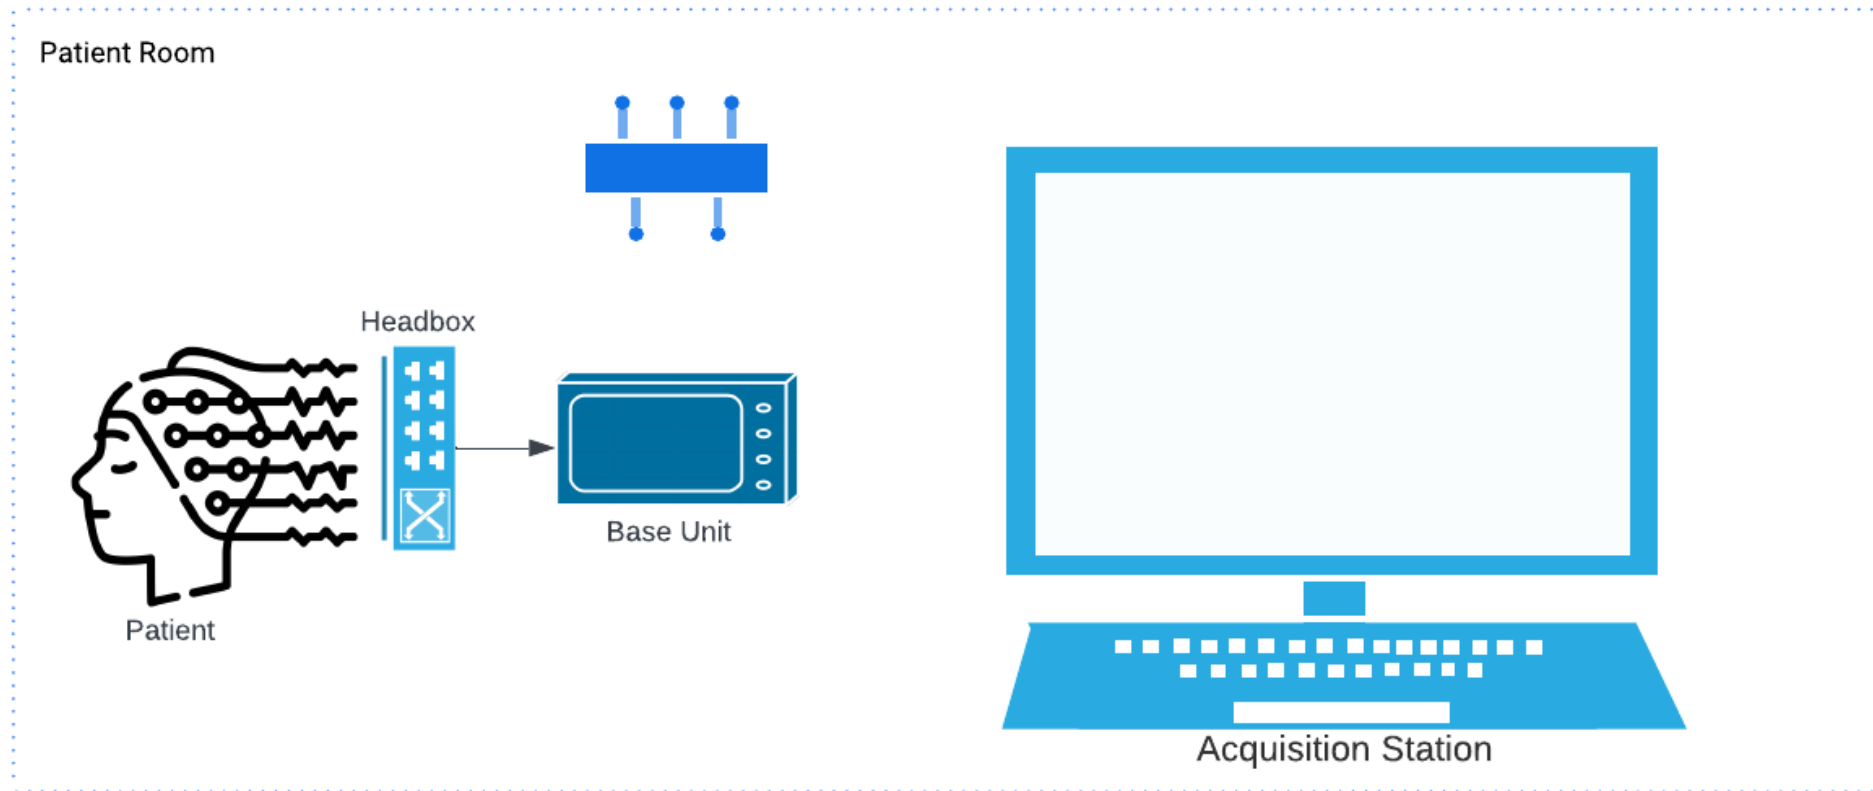 Patient Room
Headbox
Base Unit
Patient
Acquisition Station